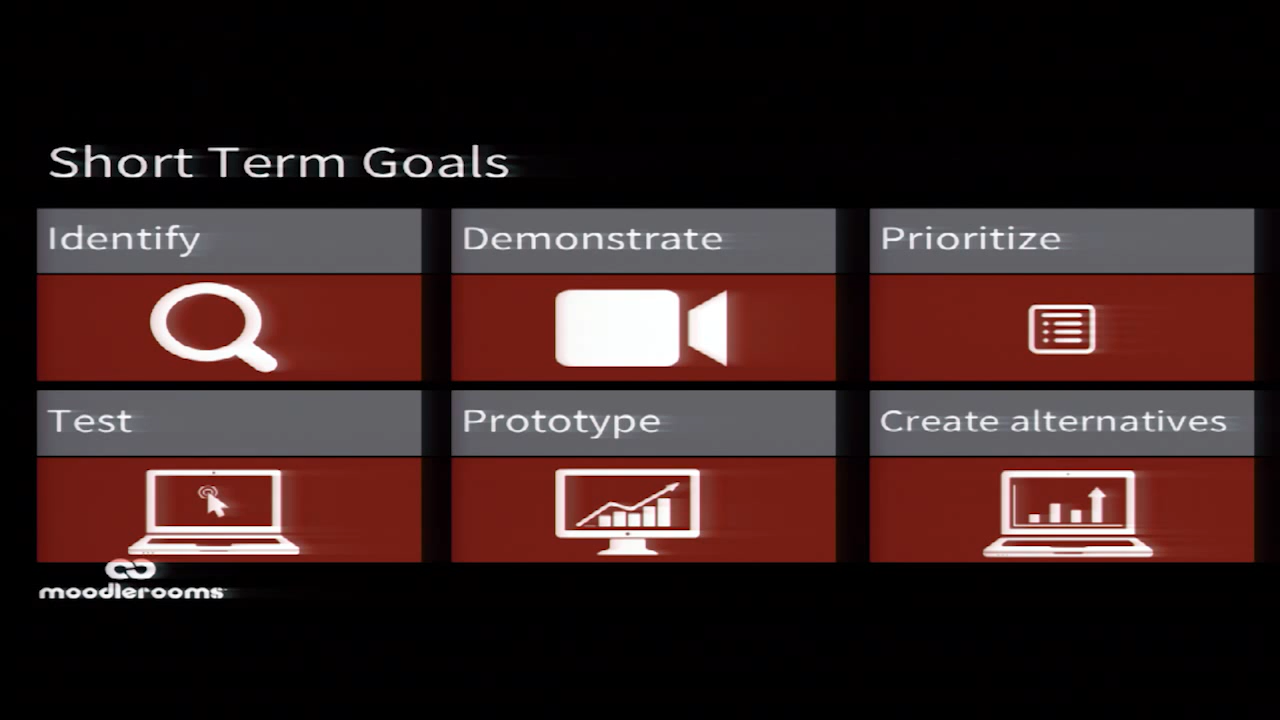 Short Term Goals
Identify
Demonstrate
Prioritize
Test
Prototype
Create alternatives
moodlerooms